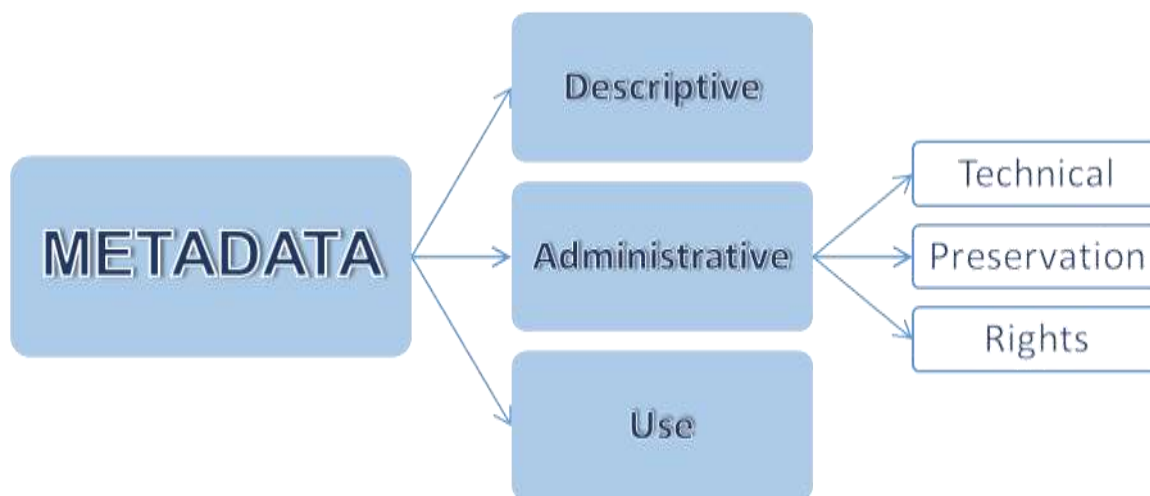 METADATA
Descriptive
Administrative
Use
Technical
Preservation
Rights